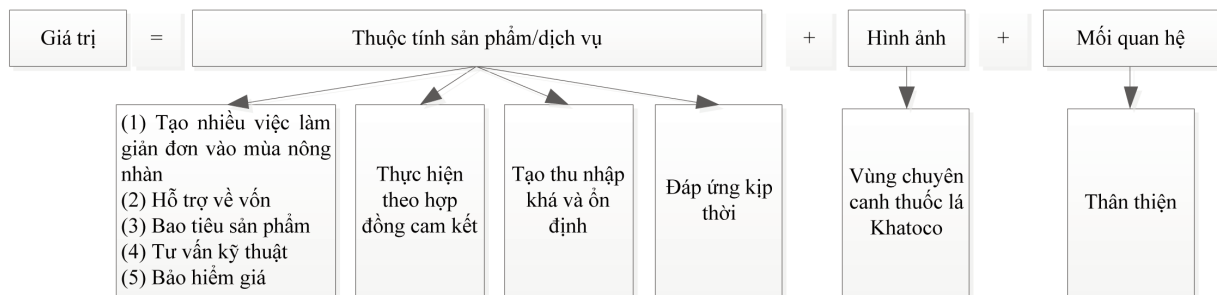 Giá trị = Thuộc tính sản phẩm/dịch vụ + Hình ảnh + Mối quan hệ
(1) Tạo nhiều việc làm
giản đơn vào mùa nông
nhàn
(2) Hỗ trợ về vốn
(3) Bao tiêu sản phẩm
(4) Tư vấn kỹ thuật
(5) Bảo hiểm giá
Thực hiện
theo hợp
đồng cam kết
Tạo thu nhập
khá và ổn
định
Đáp ứng kịp
thời
Vùng chuyên
canh thuốc lá
Khatoco
Thân thiện